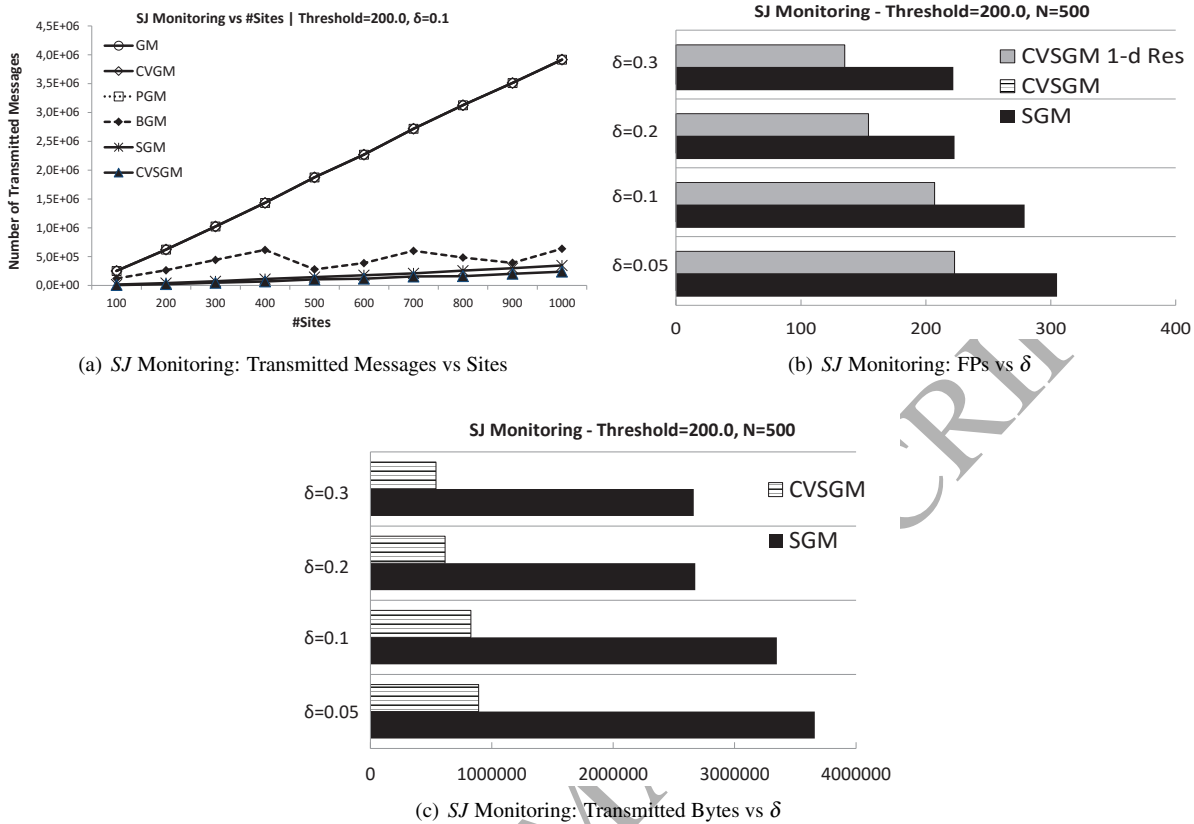 SJ Monitoring vs #Sites | Threshold=200.0, δ=0.1
Number of Transmitted Messages
4,5E+06
4,0E+06
3,5E+06
3,0E+06
2,5E+06
2,0E+06
1,5E+06
1,0E+06
5,0E+05
0,0E+00
GM
CVGM
PGM
BGM
SGM
CVSGM
100 200 300 400 500 600 700 800 900 1000
#Sites
(a) SJ Monitoring: Transmitted Messages vs Sites
SJ Monitoring - Threshold=200.0, N=500
δ=0.3
δ=0.2
δ=0.1
δ=0.05
CVSGM 1-d Res
CVSGM
SGM
0 100 200 300 400
(b) SJ Monitoring: FPs vs δ
SJ Monitoring - Threshold=200.0, N=500
δ=0.3
δ=0.2
δ=0.1
δ=0.05
CVSGM
SGM
0 1000000 2000000 3000000 4000000
(c) SJ Monitoring: Transmitted Bytes vs δ